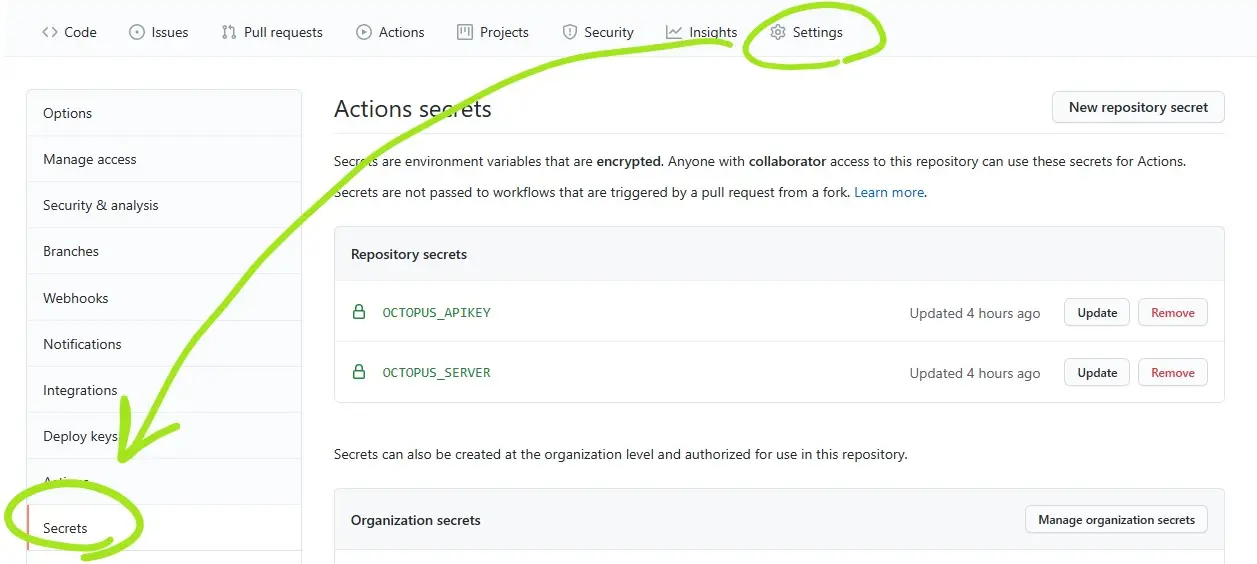 Code Issues Pull requests Actions Projects Security Insights Settings
Options
Manage access
Security & analysis
Branches
Webhooks
Notifications
Integrations
Deploy keys
Actions
Secrets
Actions secrets
New repository secret
Secrets are environment variables that are encrypted. Anyone with collaborator access to this repository can use these secrets for Actions.
Secrets are not passed to workflows that are triggered by a pull request from a fork. Learn more.
Repository secrets
OCTOPUS_APIKEY Updated 4 hours ago Update Remove
OCTOPUS_SERVER Updated 4 hours ago Update Remove
Secrets can also be created at the organization level and authorized for use in this repository.
Organization secrets Manage organization secrets